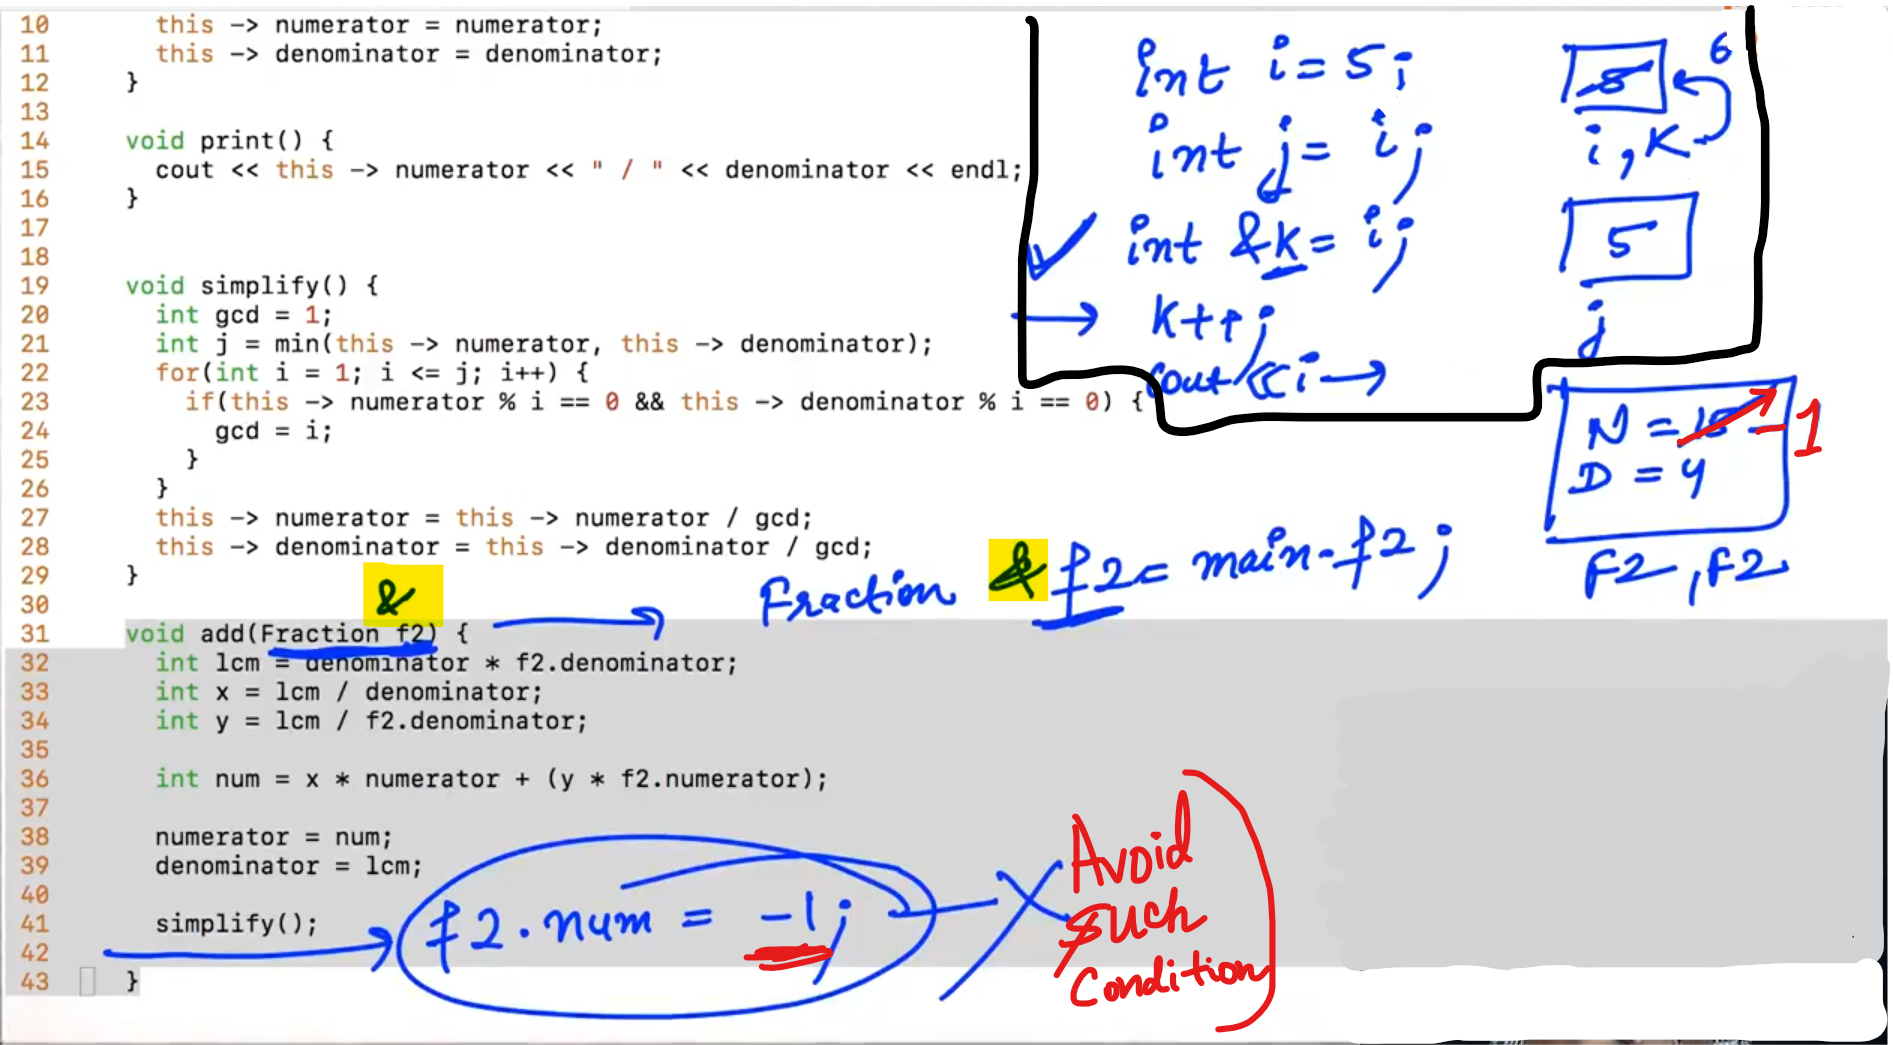 10 this -> numerator = numerator;
11 this -> denominator = denominator;
12 }
13
14 void print() {
15 cout << this -> numerator << " / " << denominator << endl;
16 }
17
18
19 void simplify() {
20 int gcd = 1;
21 int j = min(this -> numerator, this -> denominator);
22 for(int i = 1; i <= j; i++) {
23 if(this -> numerator % i == 0 && this -> denominator % i == 0) {
24 gcd = i;
25 }
26 }
27 this -> numerator = this -> numerator / gcd;
28 this -> denominator = this -> denominator / gcd;
29 }
30
&
31 void add(Fraction f2) {
32 int lcm = denominator * f2.denominator;
33 int x = lcm / denominator;
34 int y = lcm / f2.denominator;
35
36 int num = x * numerator + (y * f2.numerator);
37
38 numerator = num;
39 denominator = lcm;
40
41 simplify();
42
43 }
int i = 5;
int j = i;
int &k = i;
k++;
cout << i →
5 6
i, k
5
j
N = 15 -1
D = 4
F2, f2
Fraction & f2 = main-f2;
f2.num = -1;
Avoid
such
Condition